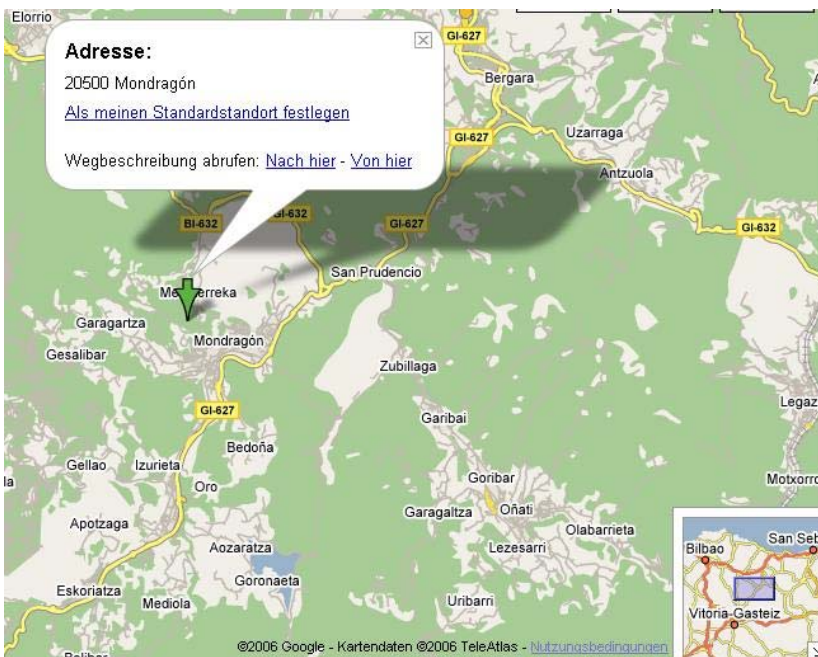 Elorrio
GI-627
Adresse:
20500 Mondragón
Als meinen Standardstandort festlegen
Wegbeschreibung abrufen: Nach hier - Von hier
Bergara
GI-627
Uzarraga
Antzuola
BI-632
GI-632
GI-627
GI-632
San Prudencio
Garagartza
Mondragón
Gesalibar
Zubillaga
Legaz
GI-627
Garibai
Bedoña
Gellao
Izurieta
Goribar
Motxorro
la
Oro
Garagaltza
Oñati
Apotzaga
Olabarrieta
Aozaratza
Lezesarri
Bilbao
San Seb
Goronaeta
Eskoriatza
Mediola
Uribarri
Vitoria-Gasteiz
©2006 Google - Kartendaten ©2006 TeleAtlas - Nutzungsbedingungen